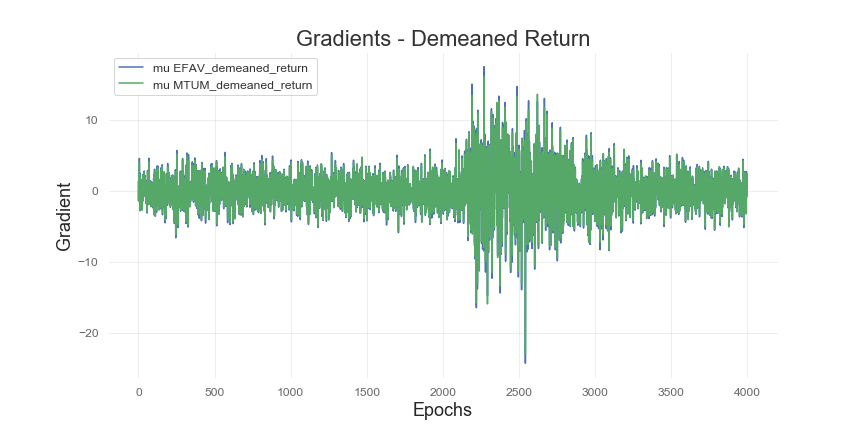 Gradients - Demeaned Return
mu EFAV_demeaned_return
mu MTUM_demeaned_return
10
0
−10
−20
Gradient
0 500 1000 1500 2000 2500 3000 3500 4000
Epochs